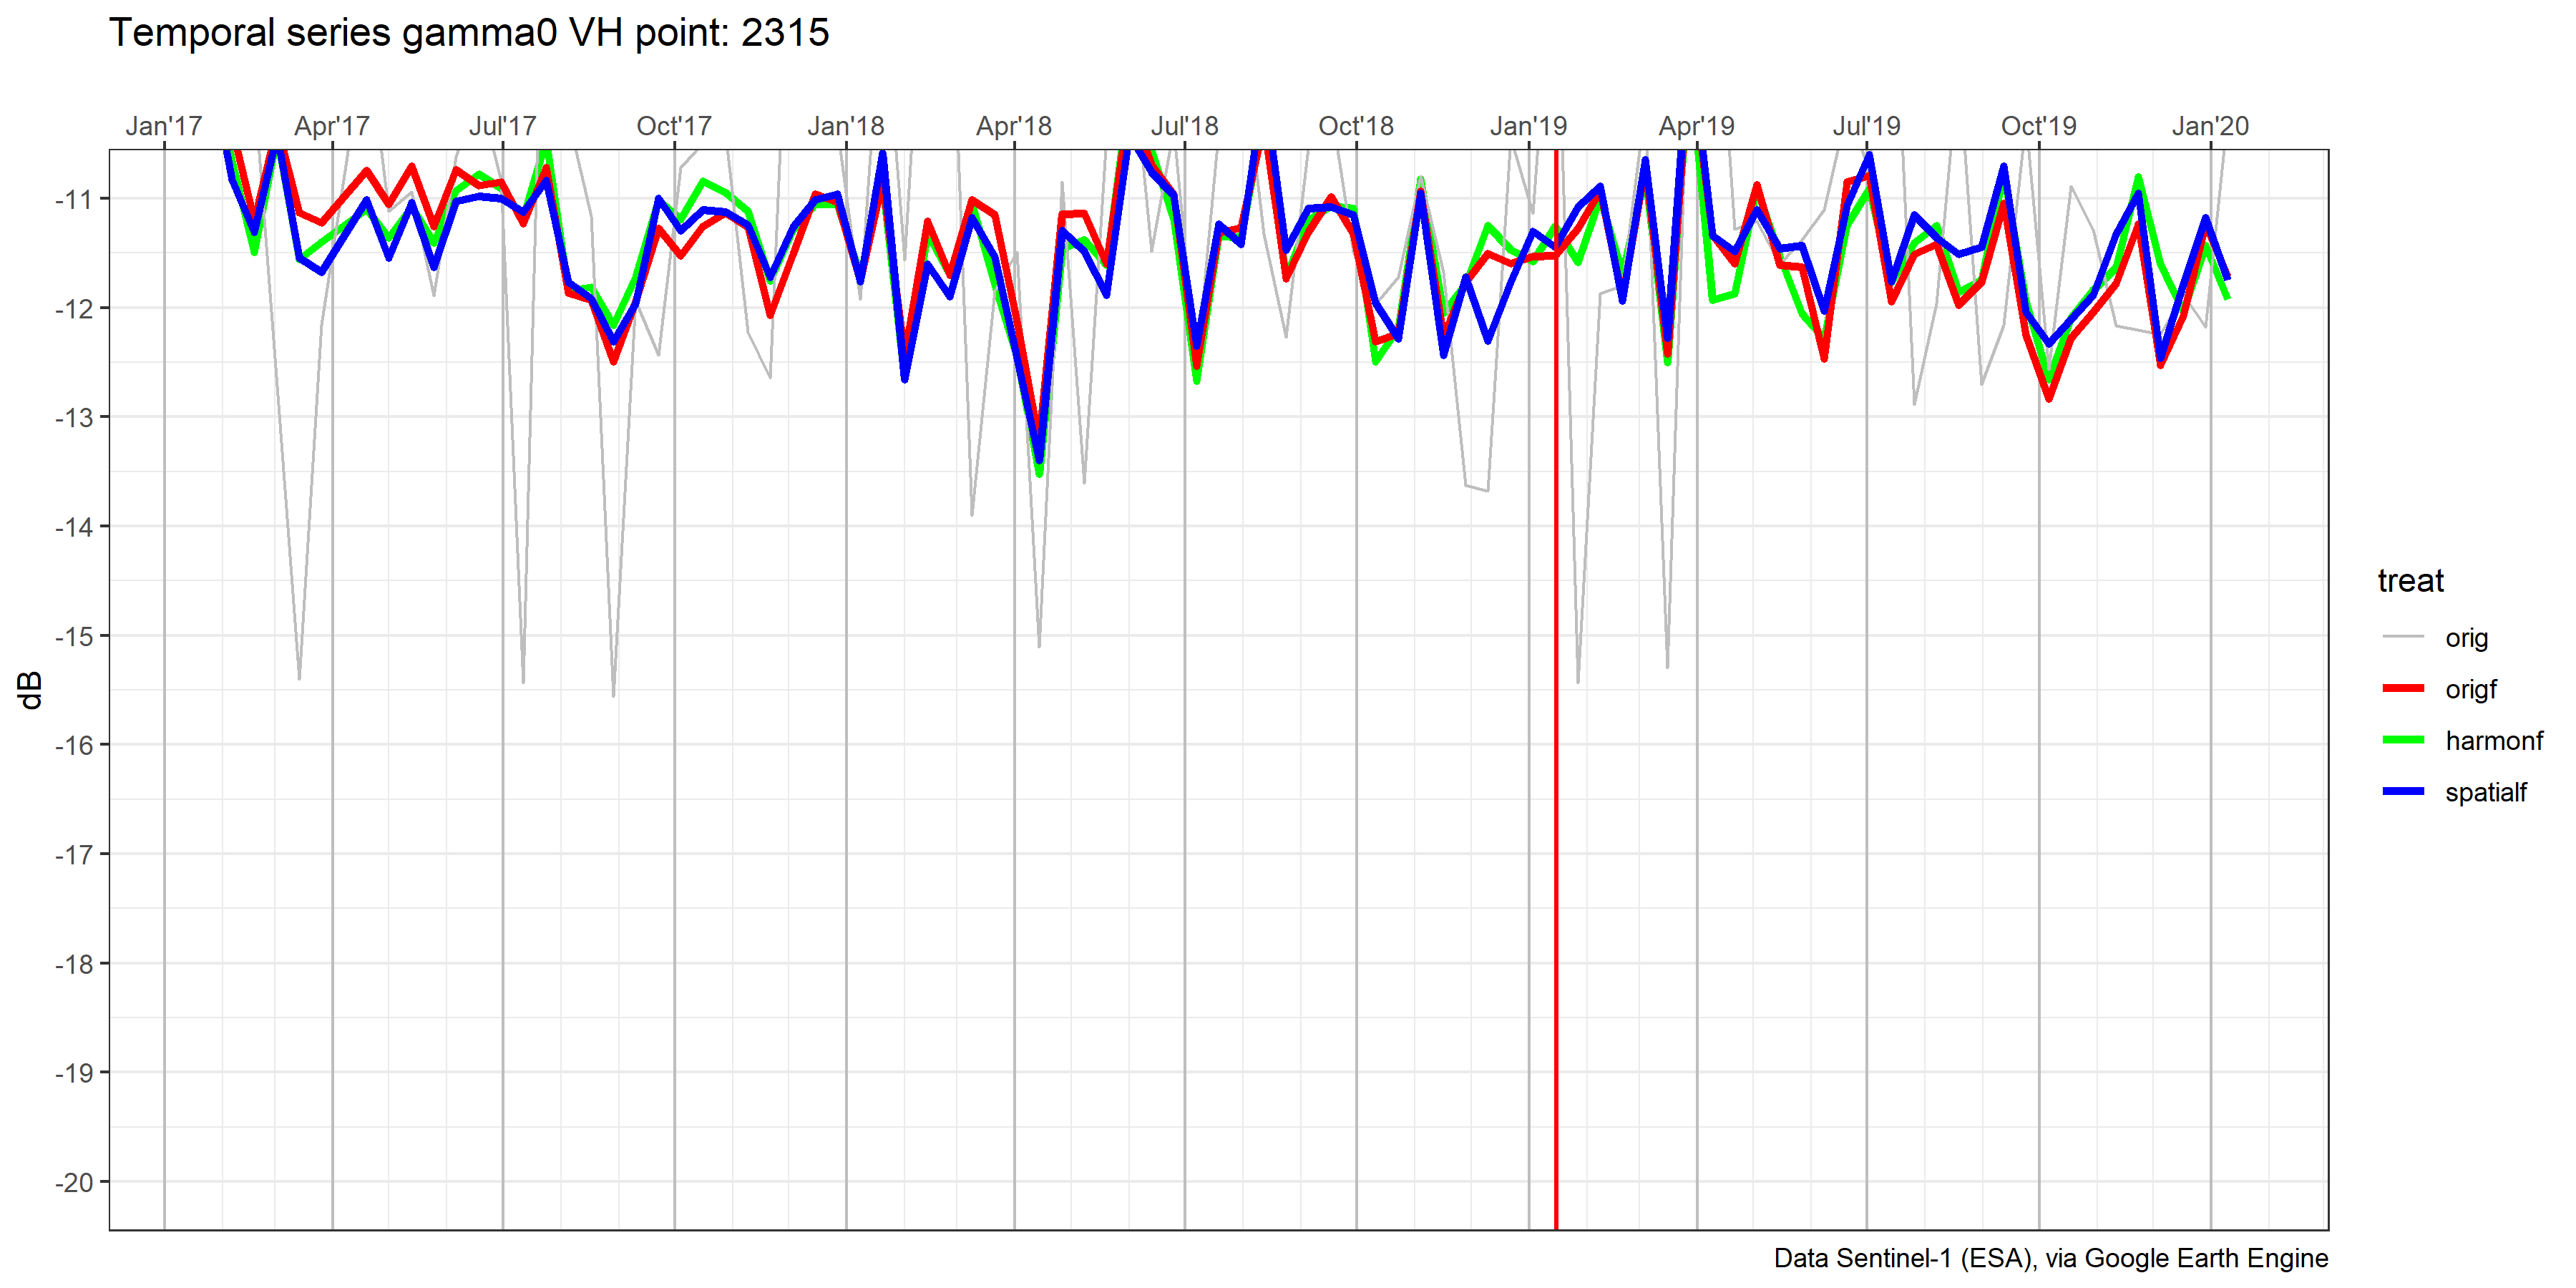 Temporal series gamma0 VH point: 2315
Jan'17 Apr'17 Jul'17 Oct'17 Jan'18 Apr'18 Jul'18 Oct'18 Jan'19 Apr'19 Jul'19 Oct'19 Jan'20
-11
-12
-13
-14
-15
-16
-17
-18
-19
-20
dB
treat
orig
origf
harmonf
spatialf
Data Sentinel-1 (ESA), via Google Earth Engine